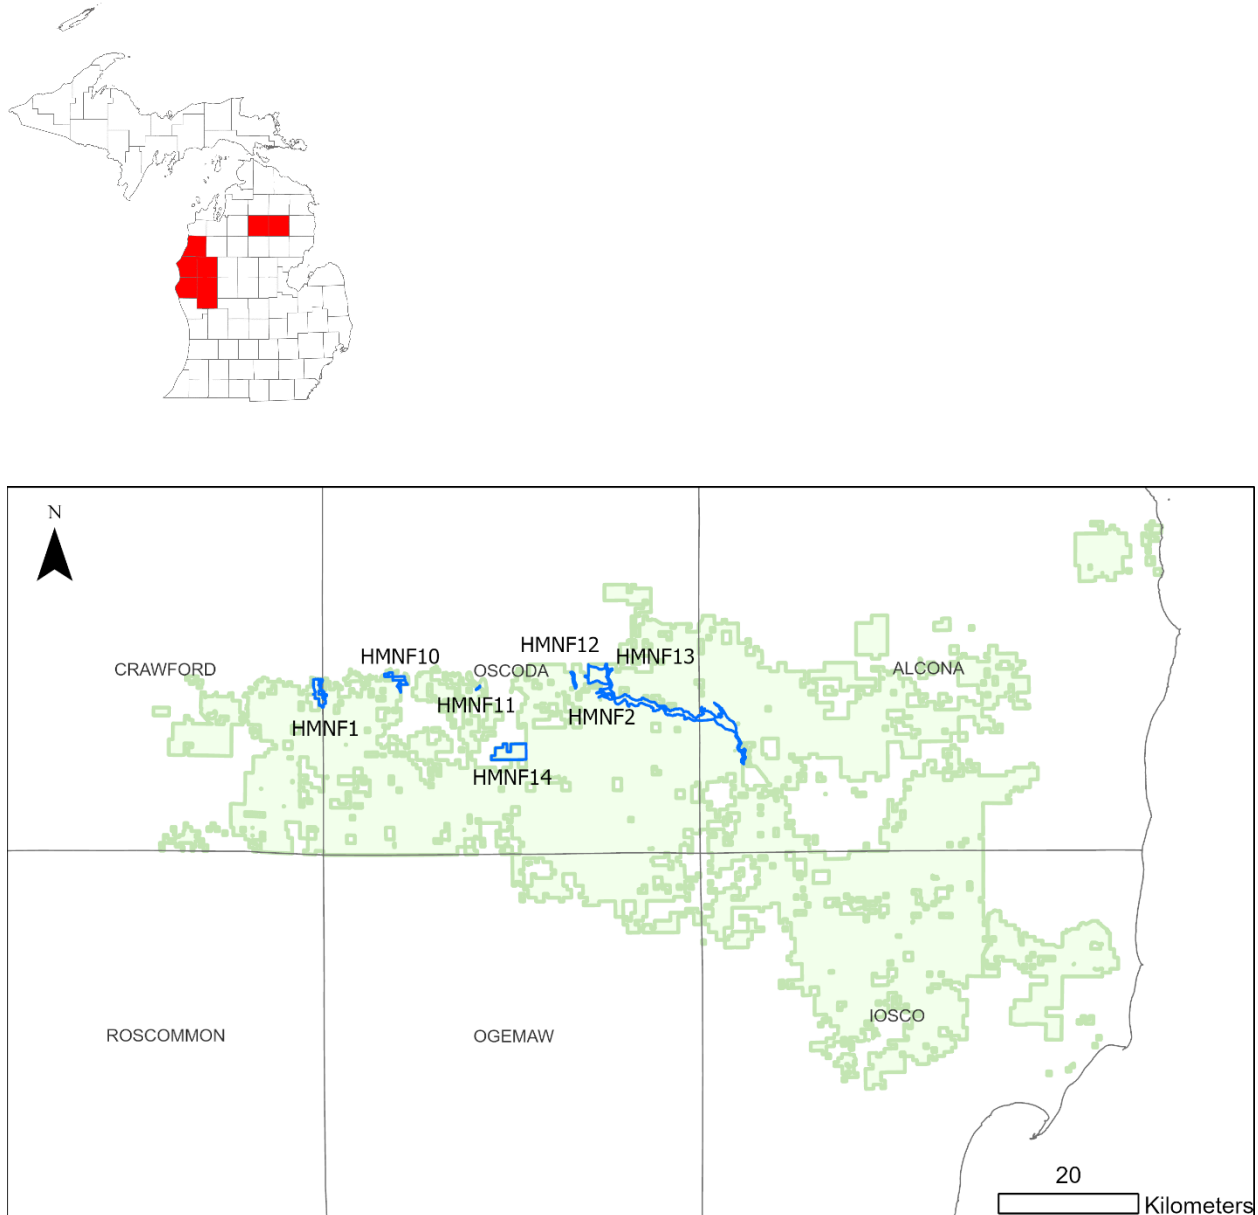 N
HMNF12
HMNF10
HMNF13
CRAWFORD
OSCODA
ALCONA
HMNF11
HMNF2
HMNF1
HMNF14
IOSCO
ROSCOMMON
OGEMAW
20
Kilometers